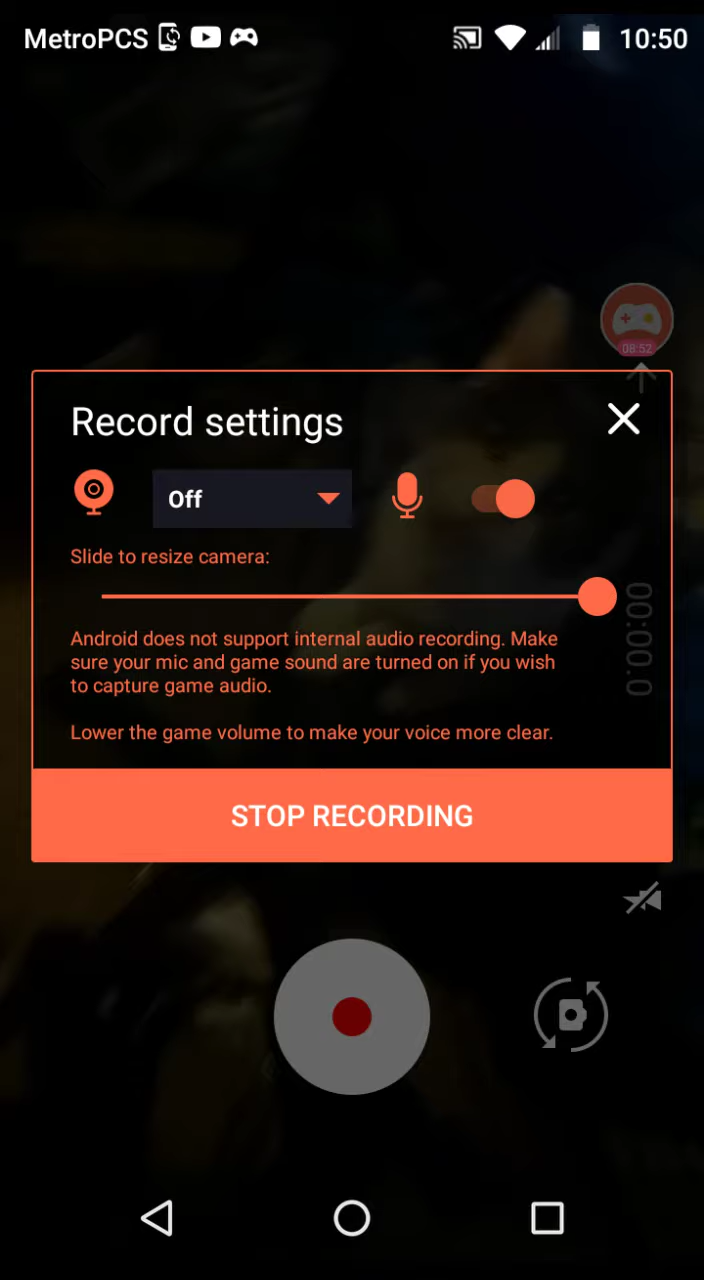 MetroPCS 10:50
08:52
Record settings
Off
Slide to resize camera:
00:00.0
Android does not support internal audio recording. Make
sure your mic and game sound are turned on if you wish
to capture game audio.
Lower the game volume to make your voice more clear.
STOP RECORDING